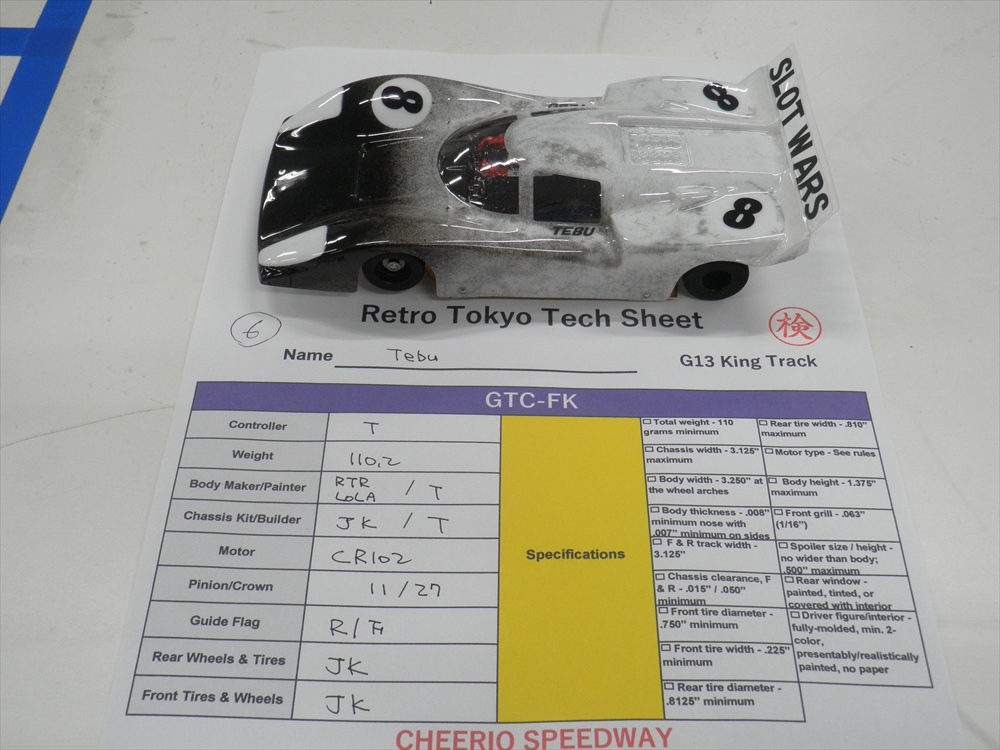 8
8
SLOT WARS
8
TEBU
Retro Tokyo Tech Sheet
検
6
Name Tebu
G13 King Track
GTC-FK
Controller T
Weight 110,2
Body Maker/Painter RTR LOLA / T
Chassis Kit/Builder JK / T
Motor CR102
Pinion/Crown 11/27
Guide Flag
Rear Wheels & Tires JK
Front Tires & Wheels JK
Specifications
☐ Total weight - 110
grams minimum
☐ Chassis width - 3.125"
maximum
☐ Body width - 3.250" at
the wheel arches
☐ Body thickness - .008"
minimum nose with
.007" minimum on sides
☐ F & R track width -
3.125"
☐ Chassis clearance, F
& R - .015" / .050"
minimum
☐ Front tire diameter -
.750" minimum
☐ Front tire width - .225"
minimum
☐ Rear tire diameter -
.8125" minimum
☐ Rear tire width - .810"
maximum
☐ Motor type - See rules
☐ Body height - 1.375"
maximum
☐ Front grill - .063"
(1/16")
☐ Spoiler size / height -
no wider than body;
.500" maximum
☐ Rear window -
painted, tinted, or
covered with interior
☐ Driver figure/interior -
fully-molded, min. 2-
color,
presentably/realistically
painted, no paper
CHEERIO SPEEDWAY